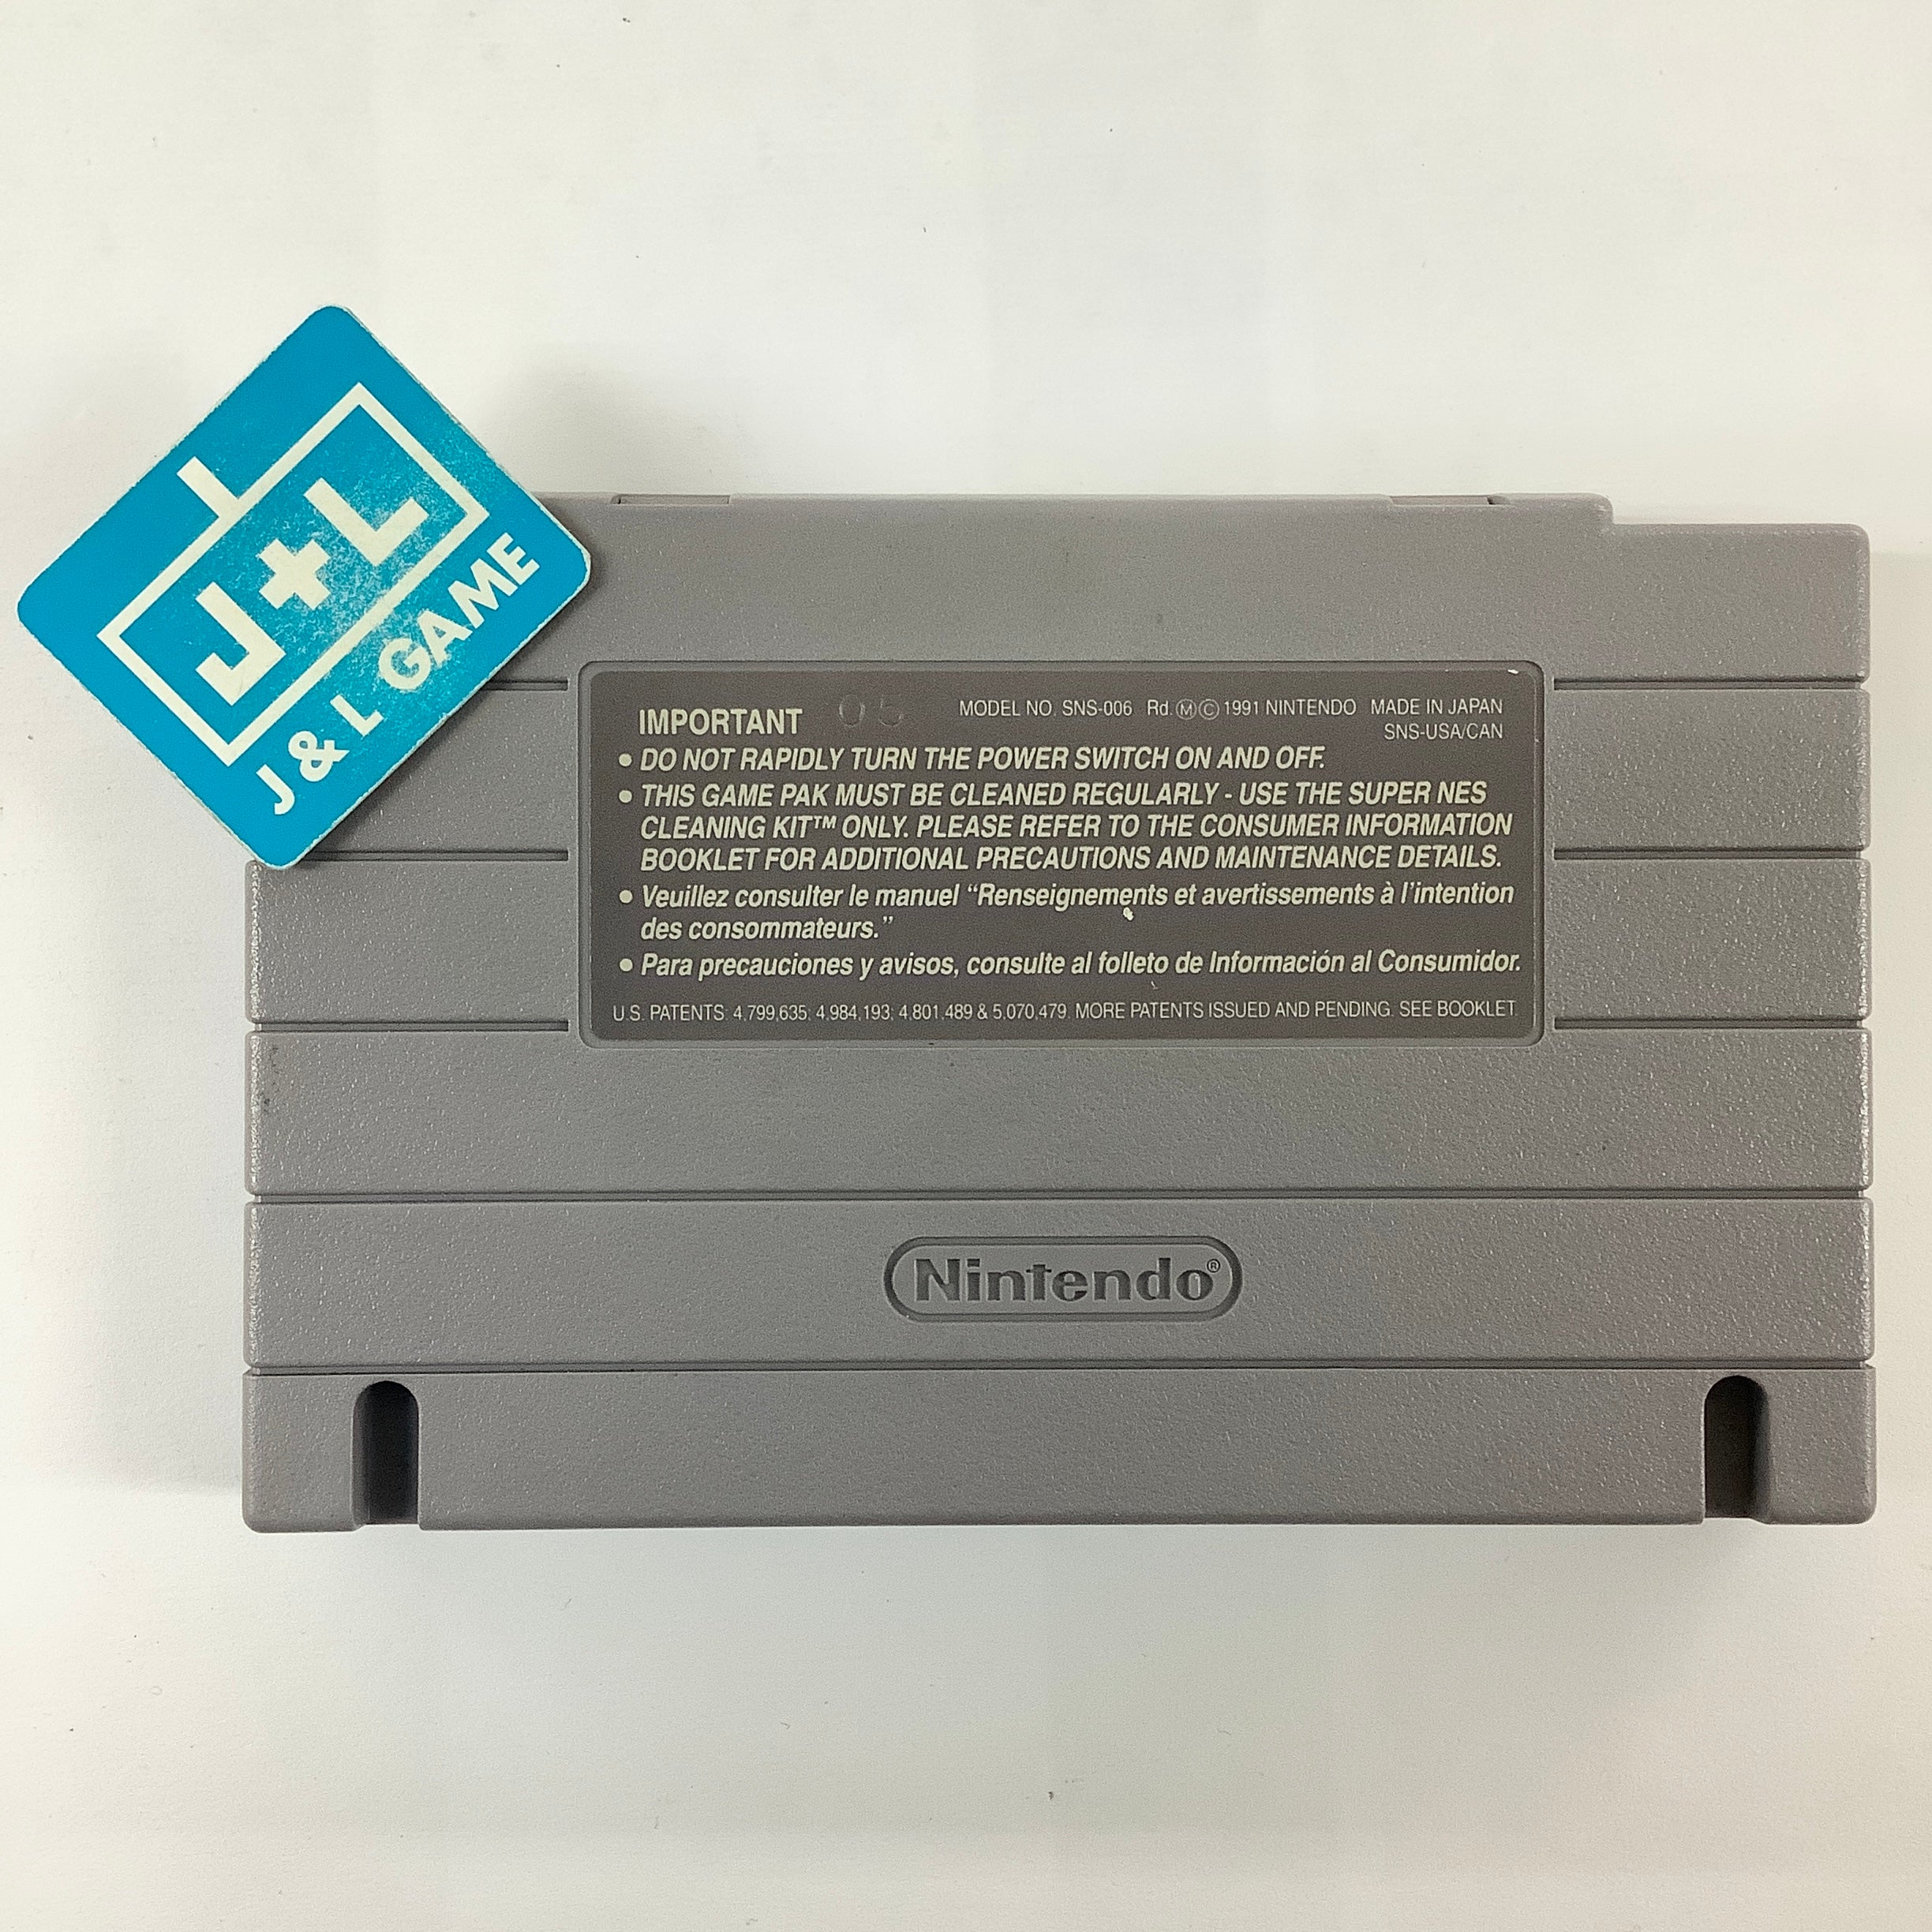 J+L
J & L GAME
IMPORTANT 05 MODEL NO. SNS-006 Rd. Ⓜ © 1991 NINTENDO MADE IN JAPAN
SNS-USA/CAN
• DO NOT RAPIDLY TURN THE POWER SWITCH ON AND OFF.
• THIS GAME PAK MUST BE CLEANED REGULARLY - USE THE SUPER NES
CLEANING KIT™ ONLY. PLEASE REFER TO THE CONSUMER INFORMATION
BOOKLET FOR ADDITIONAL PRECAUTIONS AND MAINTENANCE DETAILS.
• Veuillez consulter le manuel “Renseignements et avertissements à l’intention
des consommateurs.”
• Para precauciones y avisos, consulte al folleto de Información al Consumidor.
U.S. PATENTS: 4,799,635; 4,984,193; 4,801,489 & 5,070,479. MORE PATENTS ISSUED AND PENDING. SEE BOOKLET.
Nintendo®